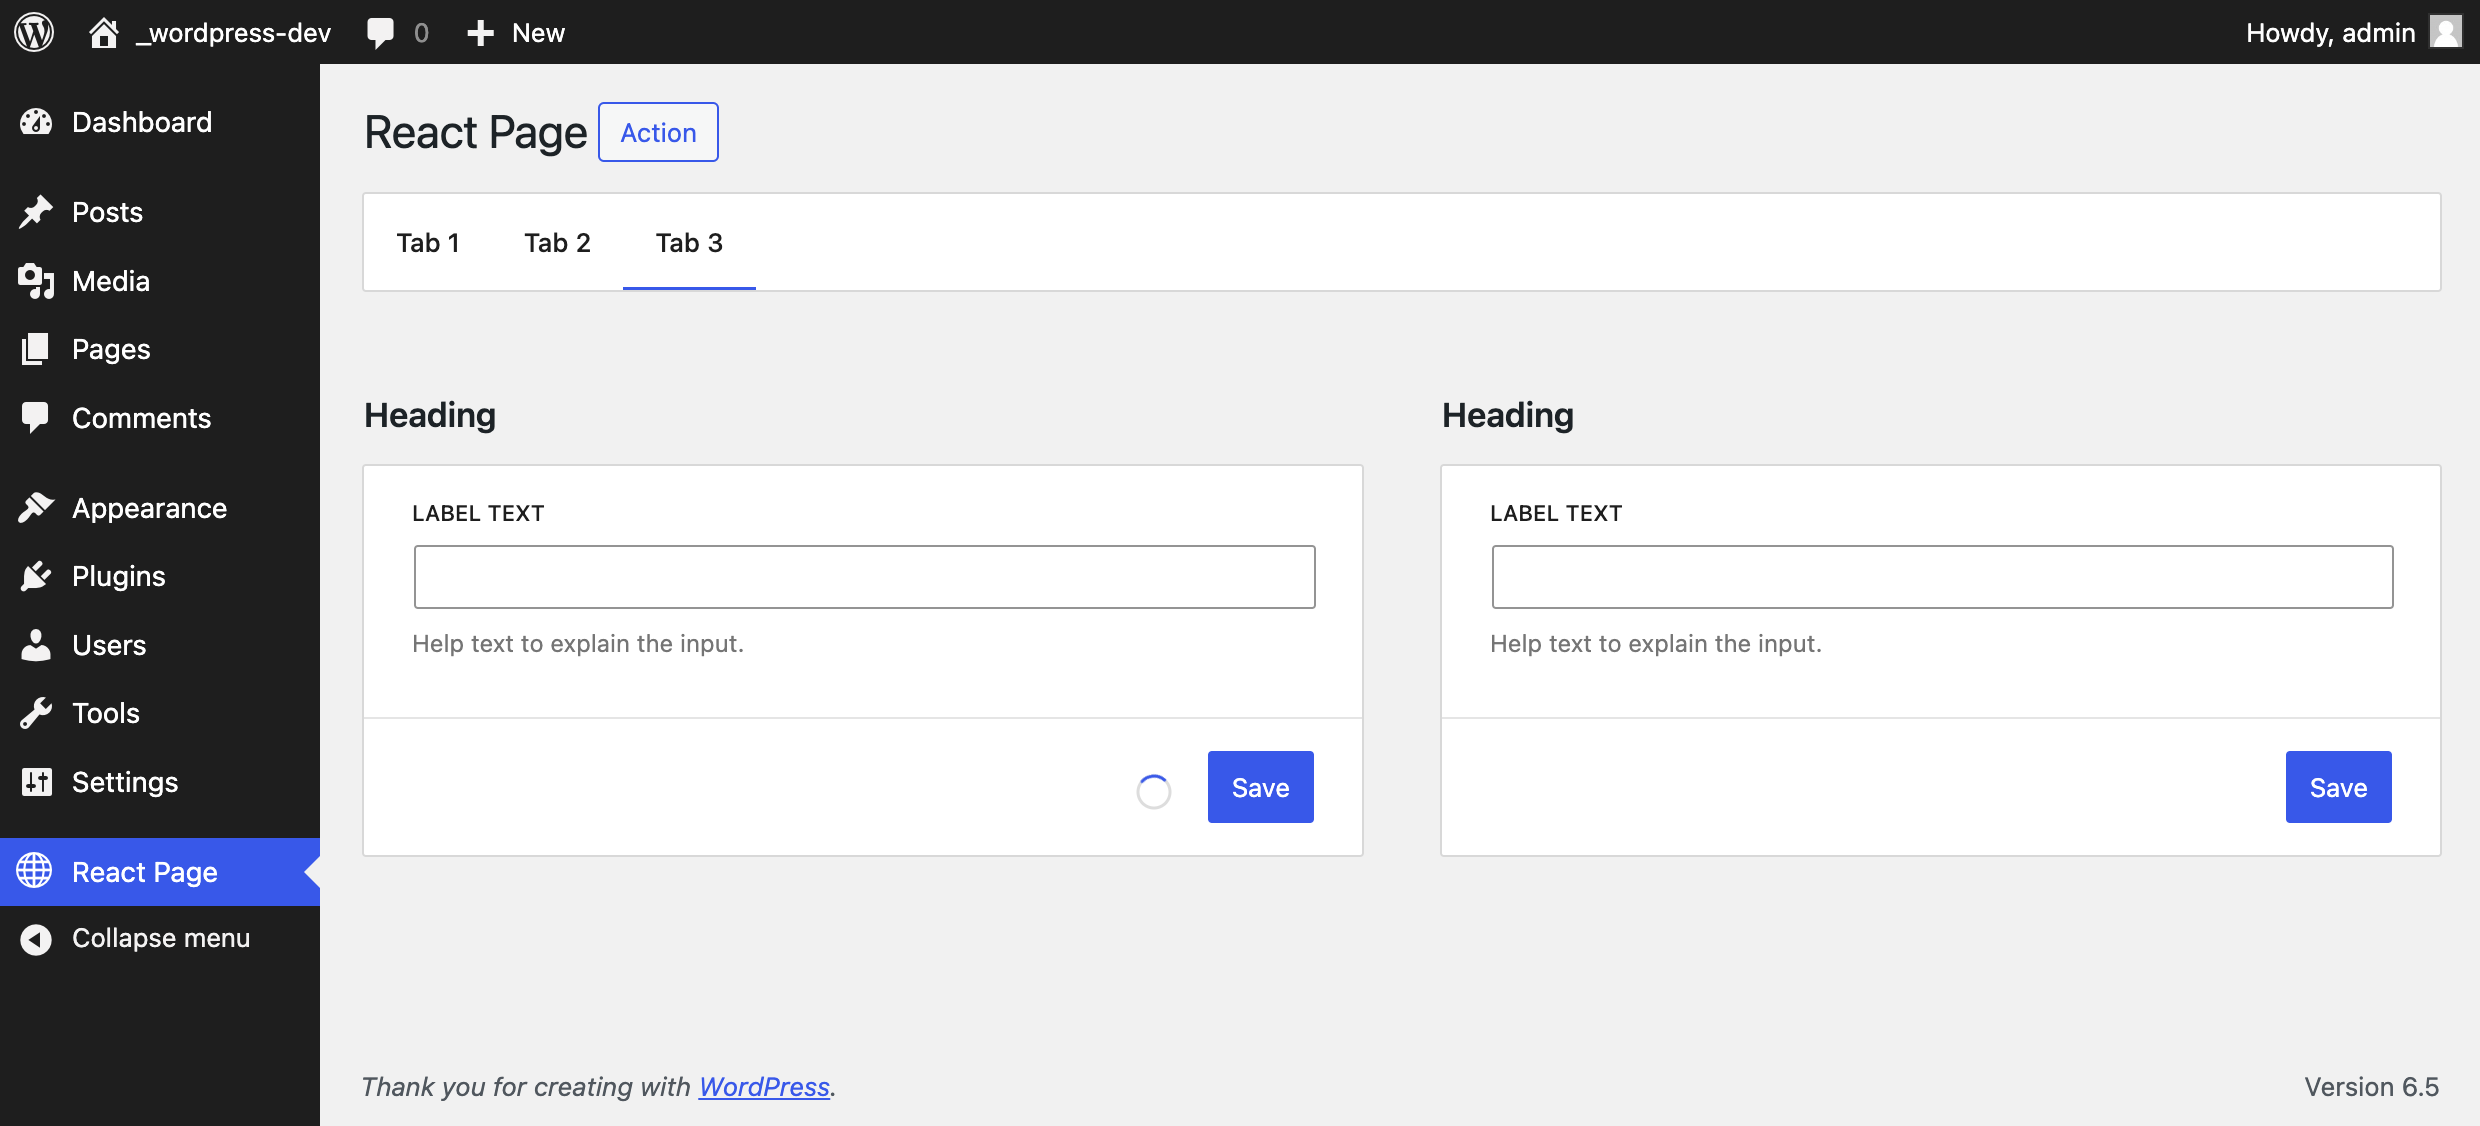 _wordpress-dev 0 New Howdy, admin
Dashboard
Posts
Media
Pages
Comments
Appearance
Plugins
Users
Tools
Settings
React Page
Collapse menu
React Page Action
Tab 1 Tab 2 Tab 3
Heading
LABEL TEXT
Help text to explain the input.
Save
Heading
LABEL TEXT
Help text to explain the input.
Save
Thank you for creating with WordPress.
Version 6.5